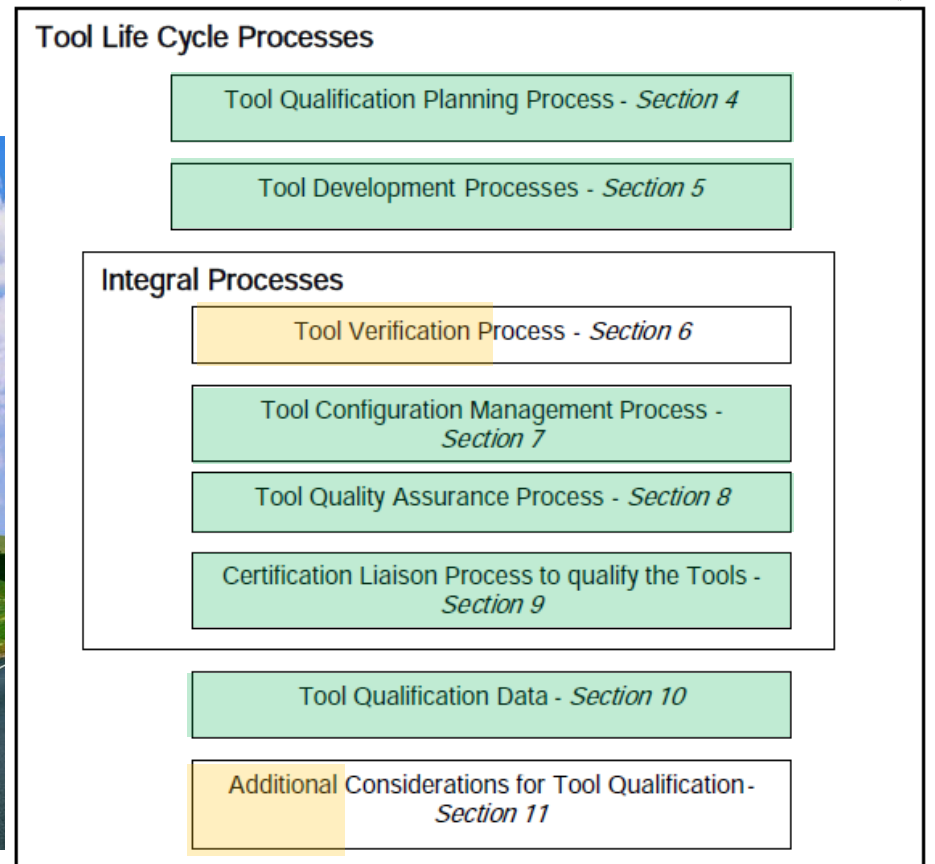 Tool Life Cycle Processes
Tool Qualification Planning Process - Section 4
Tool Development Processes - Section 5
Integral Processes
Tool Verification Process - Section 6
Tool Configuration Management Process -
Section 7
Tool Quality Assurance Process - Section 8
Certification Liaison Process to qualify the Tools -
Section 9
Tool Qualification Data - Section 10
Additional Considerations for Tool Qualification-
Section 11